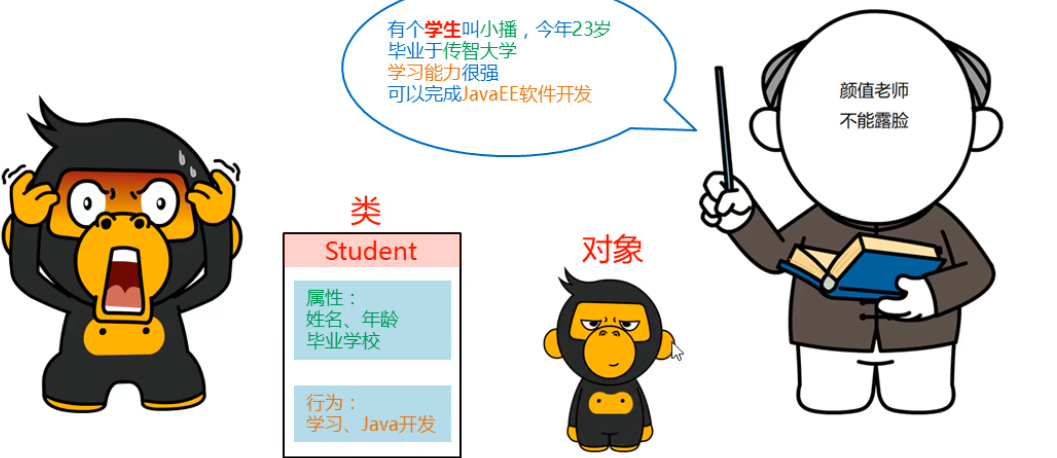 有个学生叫小播，今年23岁
毕业于传智大学
学习能力很强
可以完成JavaEE软件开发
颜值老师
不能露脸
类
Student
属性：
姓名、年龄
毕业学校
行为：
学习、Java开发
对象